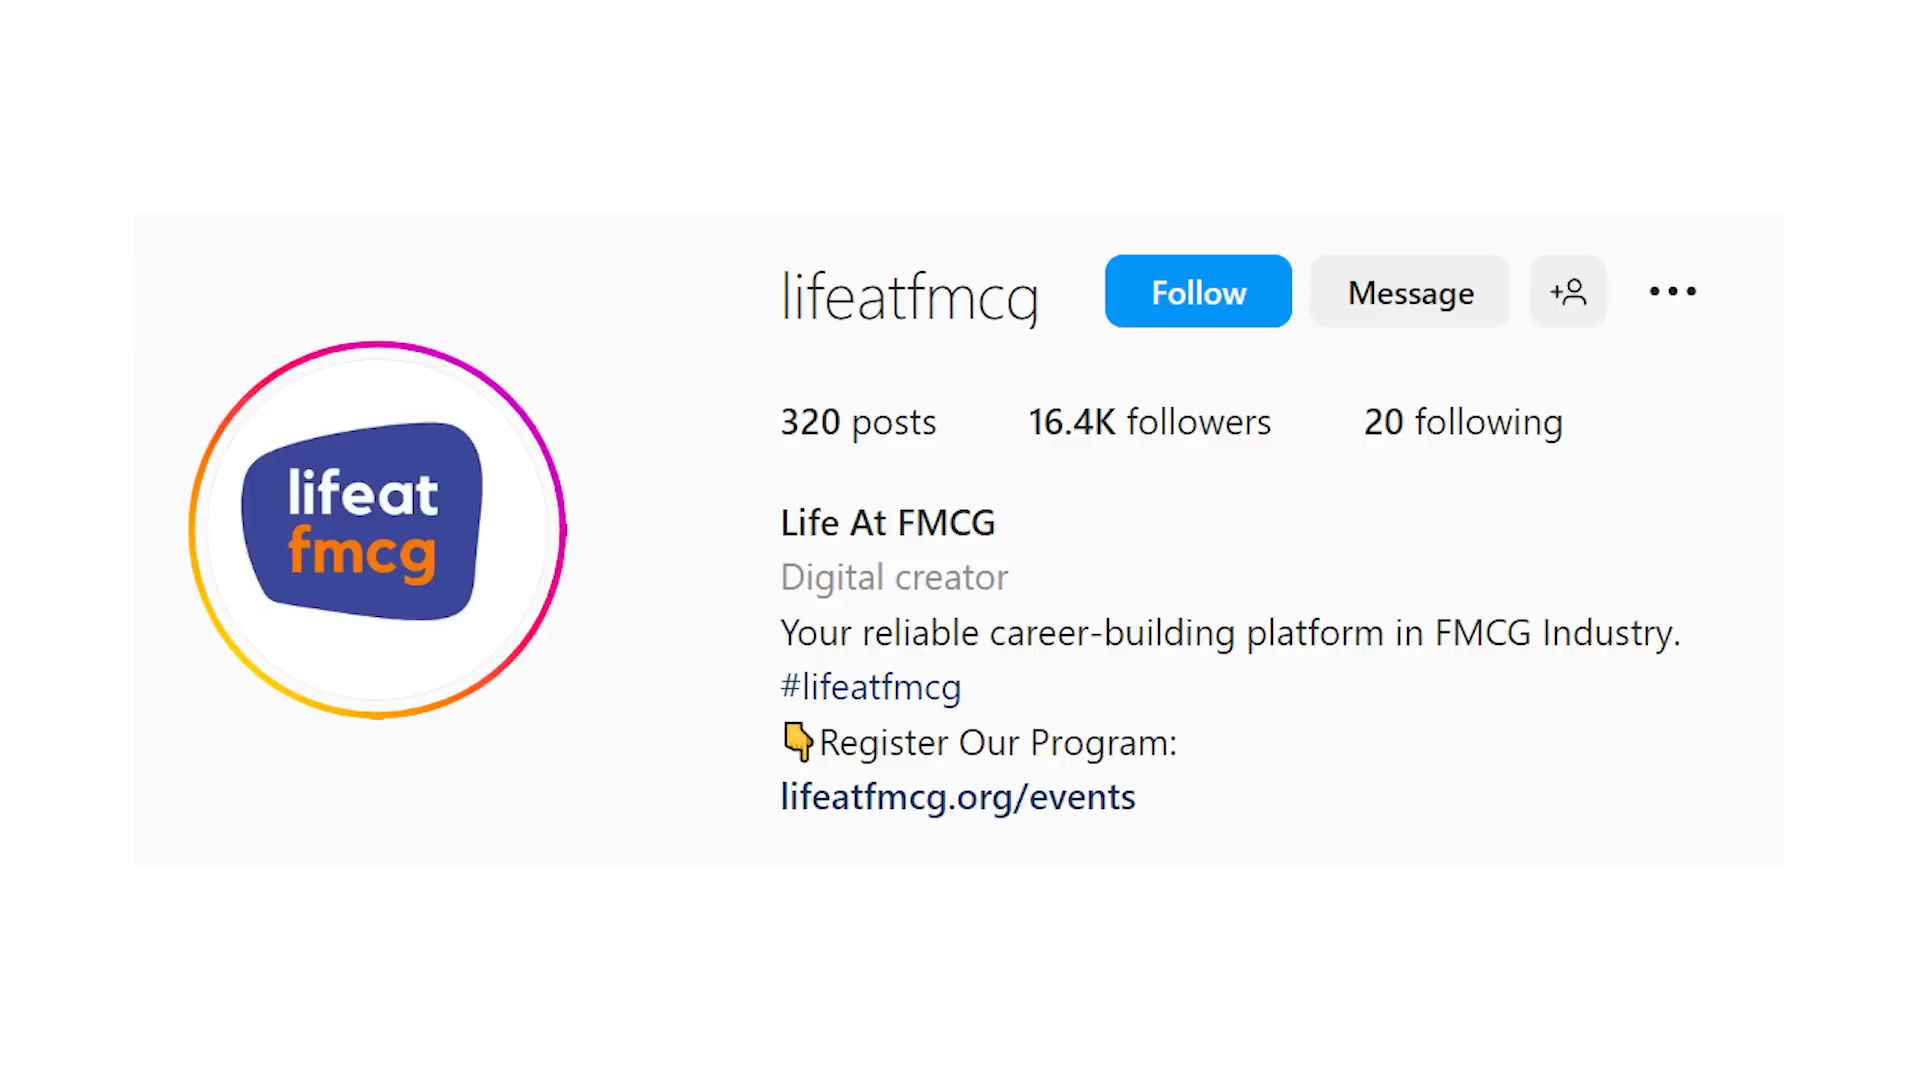 lifeatfmcg
Follow
Message
320 posts
16.4K followers
20 following
lifeat
fmcg
Life At FMCG
Digital creator
Your reliable career-building platform in FMCG Industry.
#lifeatfmcg
👇Register Our Program:
lifeatfmcg.org/events